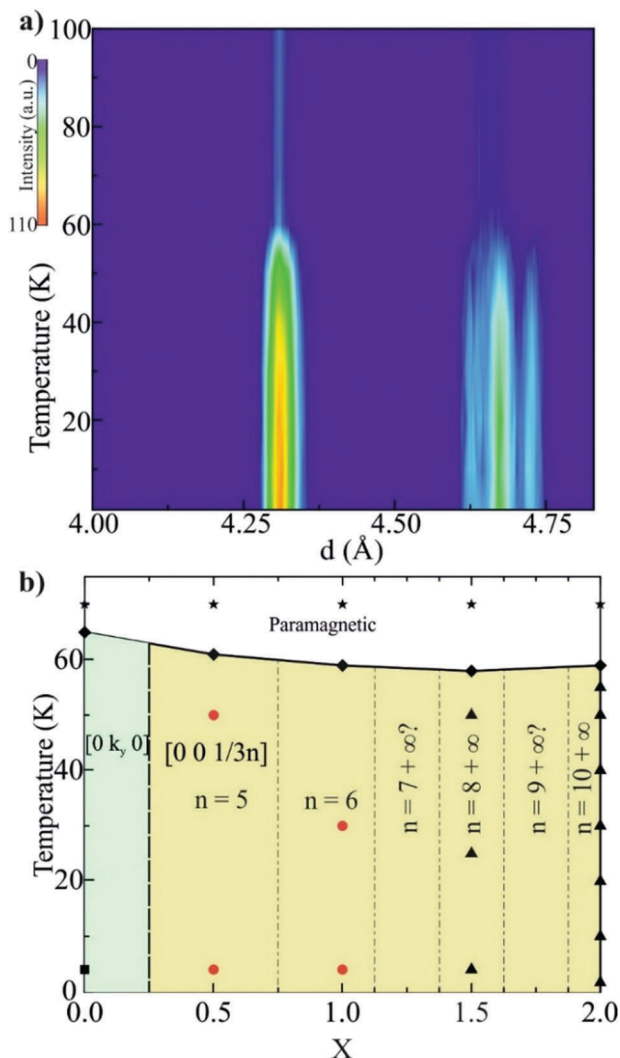 a)
0
110
Intensity (a.u.)
100
80
60
40
20
Temperature (K)
4.00
4.25
4.50
4.75
d (Å)
b)
Paramagnetic
60
40
20
0
Temperature (K)
[0 k_y 0]
[0 0 1/3n]
n = 5
n = 6
n = 7 + ∞?
n = 8 + ∞
n = 9 + ∞?
n = 10 + ∞
0.0
0.5
1.0
1.5
2.0
X